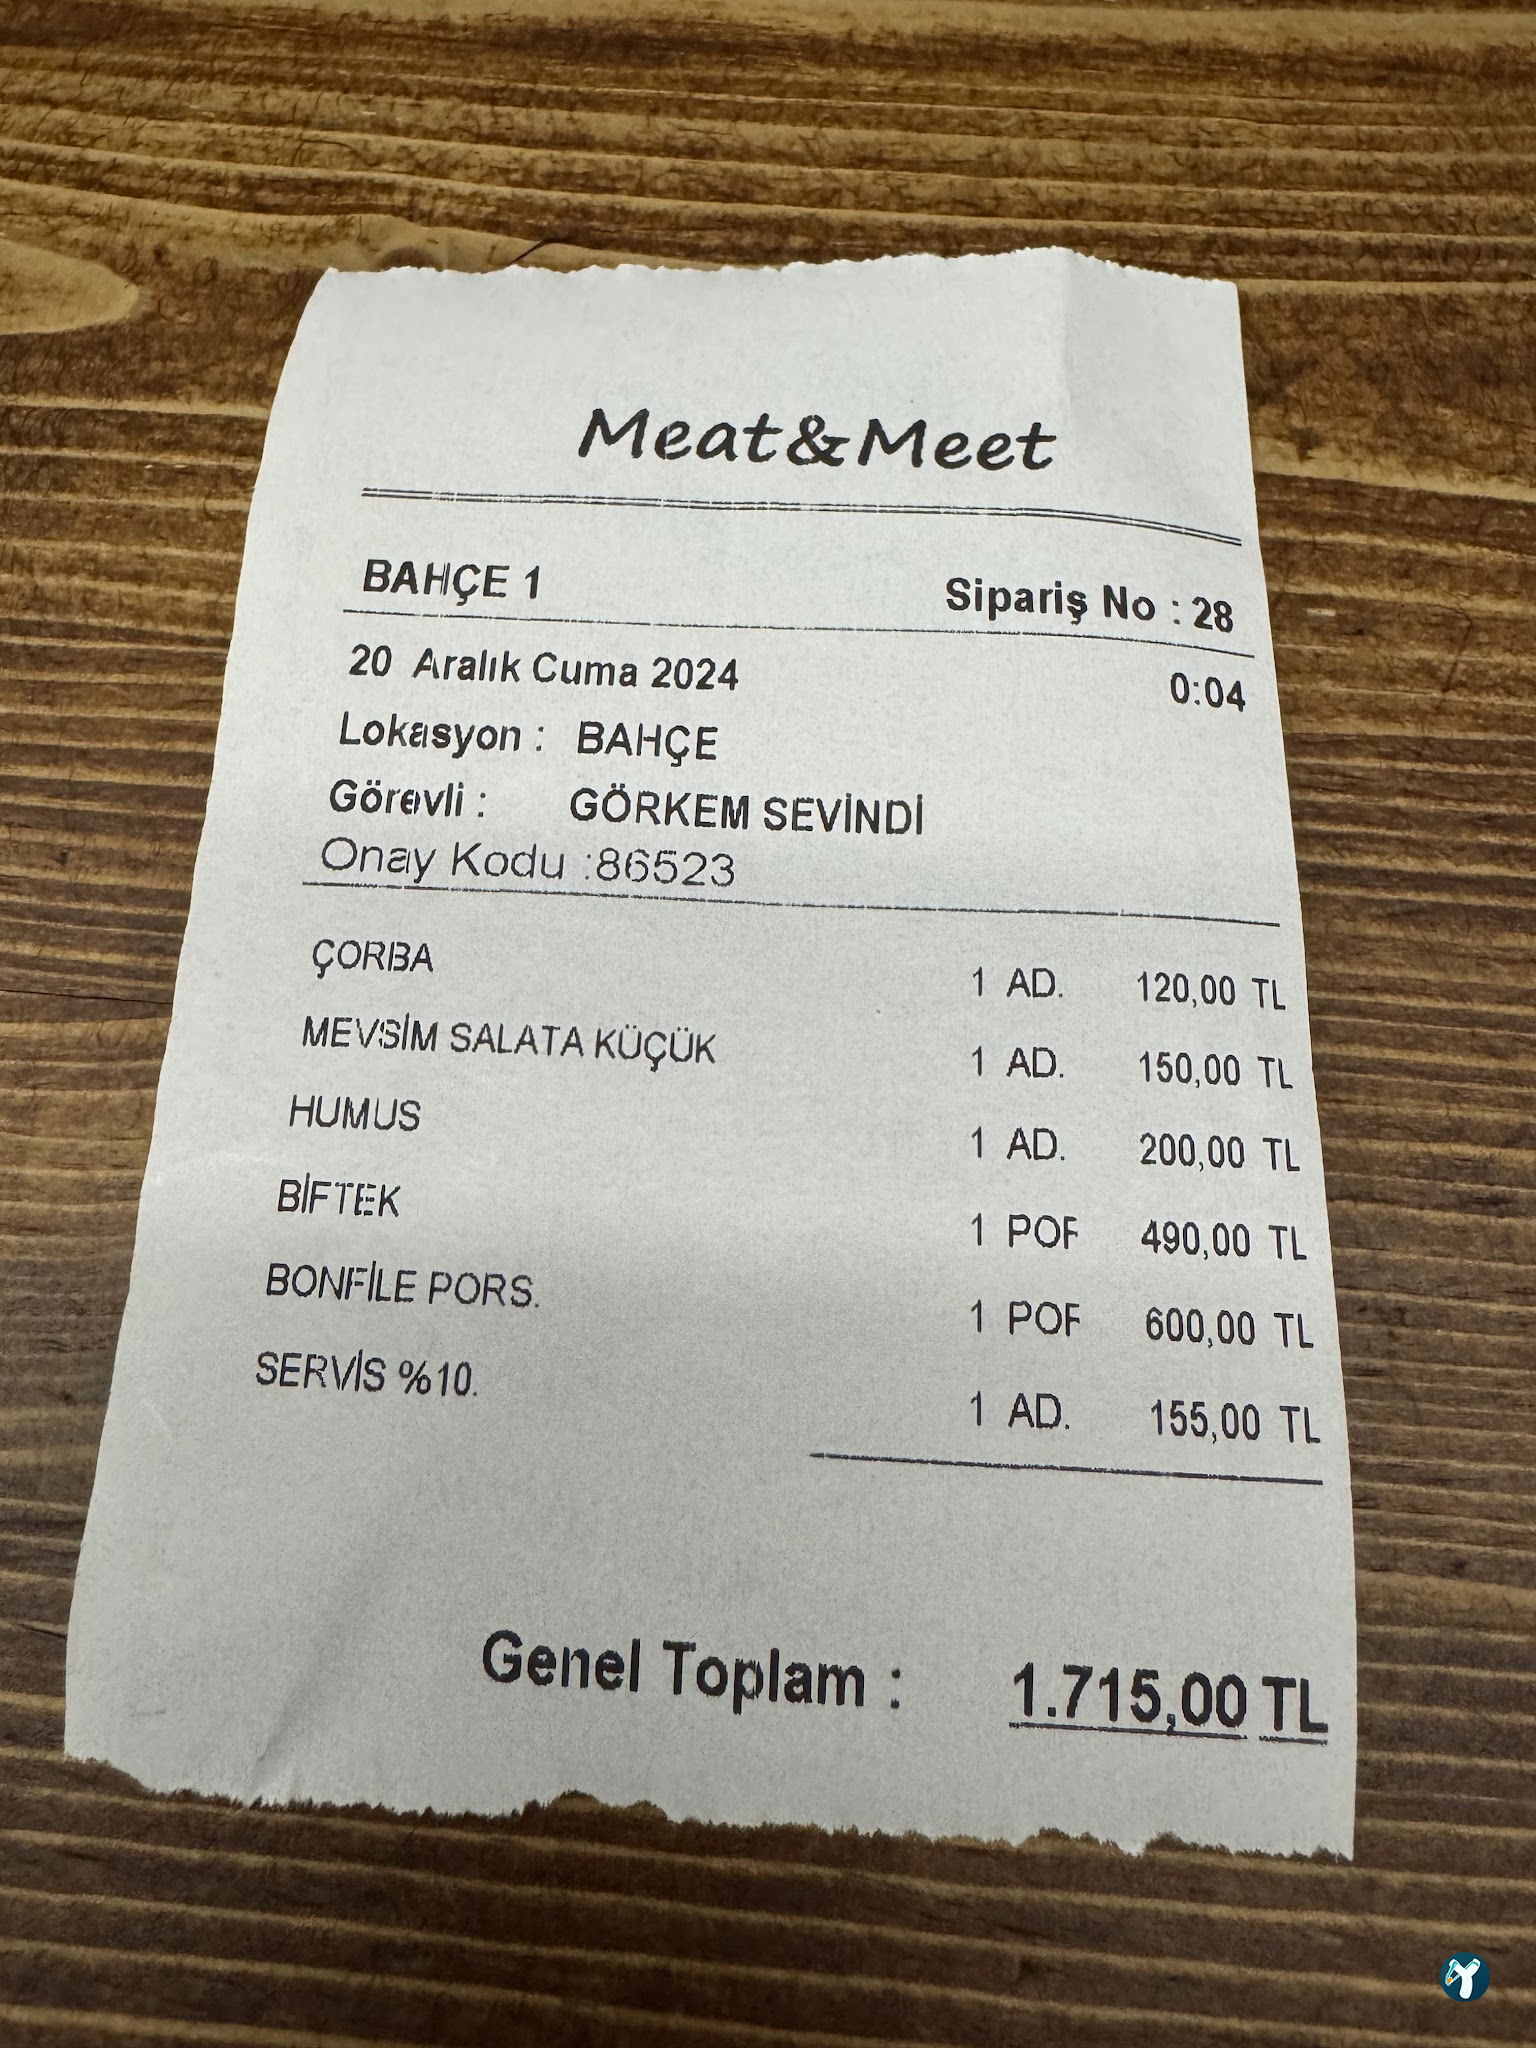 Meat&Meet
BAHÇE 1 Sipariş No : 28
20 Aralık Cuma 2024 0:04
Lokasyon : BAHÇE
Görevli : GÖRKEM SEVİNDİ
Onay Kodu :86523
ÇORBA 1 AD. 120,00 TL
MEVSİM SALATA KÜÇÜK 1 AD. 150,00 TL
HUMUS 1 AD. 200,00 TL
BİFTEK 1 POF 490,00 TL
BONFİLE PORS. 1 POF 600,00 TL
SERVİS %10. 1 AD. 155,00 TL
Genel Toplam : 1.715,00 TL